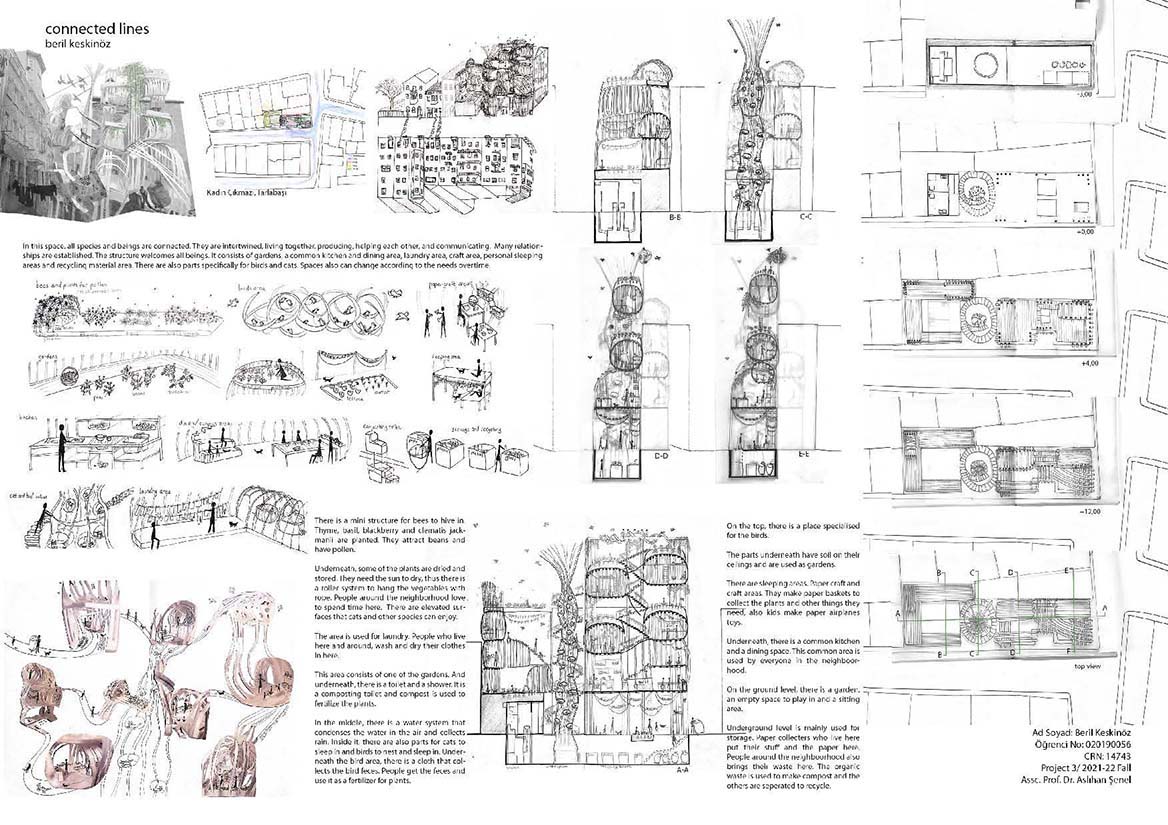 connected lines
beril keskinöz
Kadın Çıkmazı, Tarlabaşı
In this space, all species and beings are connected. They are intertwined, living together, producing, helping each other, and communicating. Many relation-
ships are established. The structure welcomes all beings. It consists of gardens, a common kitchen and dining area, laundry area, craft area, personal sleeping
areas and recycling material area. There are also parts specifically for birds and cats. Spaces also can change according to the needs overtime.
bees and plants for pollen
birds area
paper craft area
garden
sleeping area
kitchen
storage and recycling
laundry area
There is a mini structure for bees to hive in.
Thyme, basil, blackberry and clematis jack-
manii are planted. They attract beans and
have pollen.
Underneath, some of the plants are dried and
stored. They need the sun to dry, thus there is
a roller system to hang the vegetables with
rope. People around the neighborhood love
to spend time here. There are elevated sur-
faces that cats and other species can enjoy.
The area is used for laundry. People who live
here and around, wash and dry their clothes
in here.
This area consists of one of the gardens. And
underneath, there is a toilet and a shower. It is
a composting toilet and compost is used to
fertilize the plants.
In the middle, there is a water system that
condenses the water in the air and collects
rain. Inside it, there are also parts for cats to
sleep in and birds to nest and sleep in. Under-
neath the bird area, there is a cloth that col-
lects the bird feces. People get the feces and
use it as a fertilizer for plants.
B-B
C-C
D-D
E-E
A-A
On the top, there is a place specialised
for the birds.
The parts underneath have soil on their
ceilings and are used as gardens.
There are sleeping areas. Paper craft and
craft areas. They make paper baskets to
collect the plants and other things they
need, also kids make paper airplanes
toys.
Underneath, there is a common kitchen
and a dining space. This common area is
used by everyone in the neighboor-
hood.
On the ground level, there is a garden,
an empty space to play in and a sitting
area.
Underground level is mainly used for
storage. Paper collecters who live here
put their stuff and the paper here.
People around the neighbourhood also
brings their waste here. The organic
waste is used to make compost and the
others are seperated to recycle.
-3,00
+0,00
+4,00
+12,00
B
C
D
E
A
A
B
C
D
F
top view
Ad Soyad: Beril Keskinöz
Öğrenci No: 020190056
CRN: 14743
Project 3/ 2021-22 Fall
Assc. Prof. Dr. Aslıhan Şenel